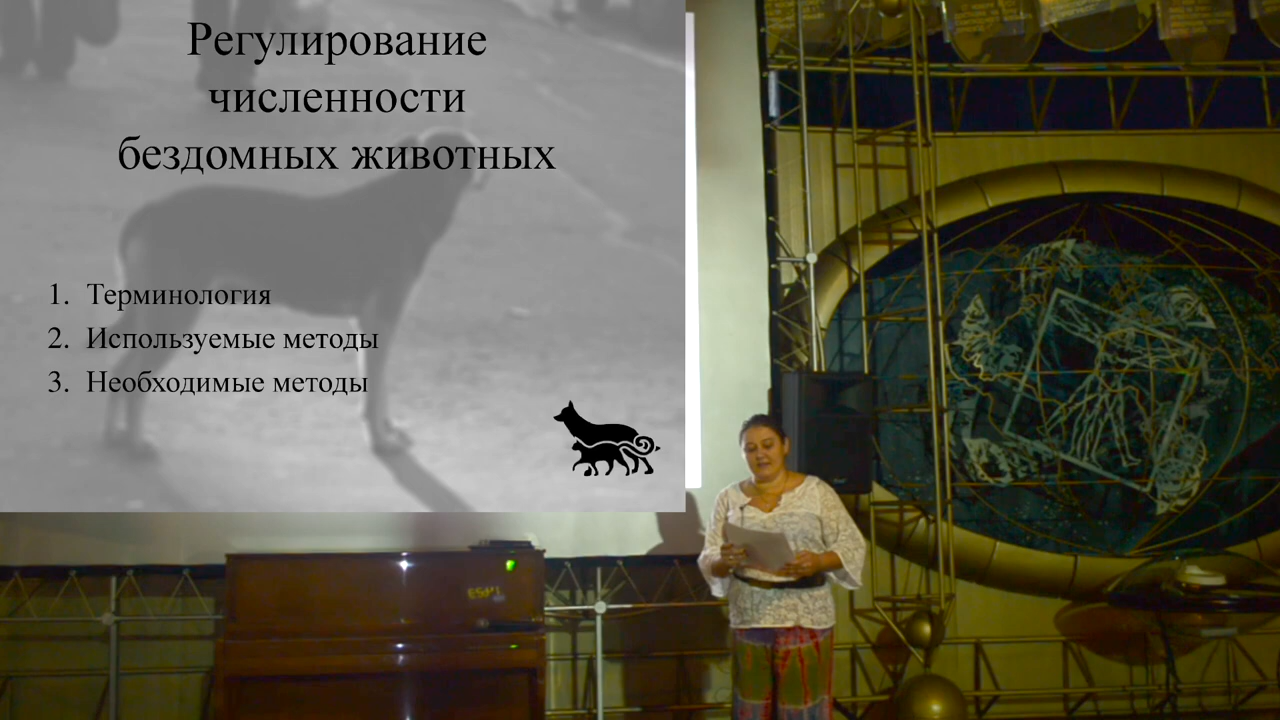 Регулирование
численности
бездомных животных
1. Терминология
2. Используемые методы
3. Необходимые методы